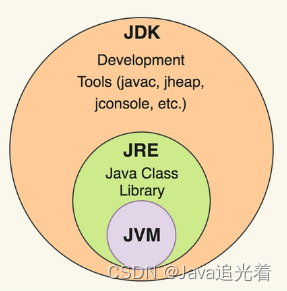 JDK
Development
Tools (javac, jheap,
jconsole, etc.)
JRE
Java Class
Library
JVM
CSDN @Java追光着